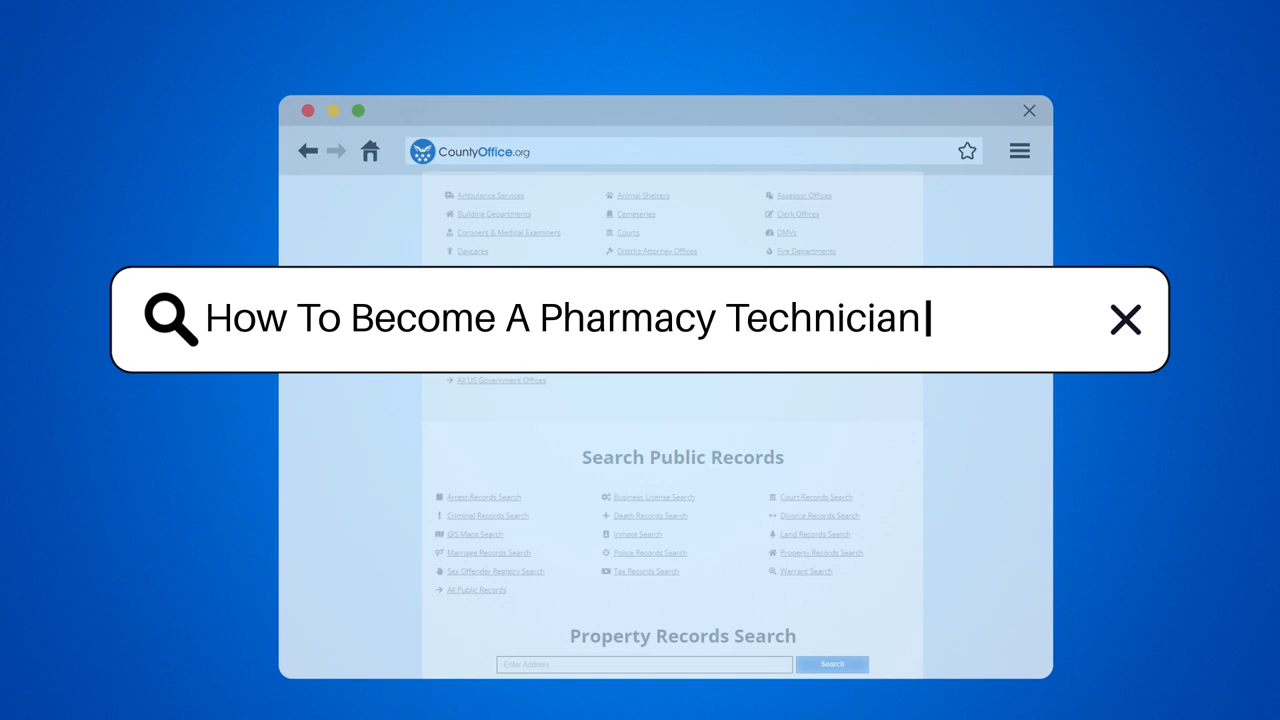 CountyOffice.org
Ambulance Services
Animal Shelters
Assessor Offices
Building Departments
Cemeteries
Clerk Offices
Coroners & Medical Examiners
Courts
DMVs
Daycares
District Attorney Offices
Fire Departments
How To Become A Pharmacy Technician
All US Government Offices
Search Public Records
Arrest Records Search
Business License Search
Court Records Search
Criminal Records Search
Death Records Search
Divorce Records Search
GIS Maps Search
Inmate Search
Land Records Search
Marriage Records Search
Police Records Search
Property Records Search
Sex Offender Registry Search
Tax Records Search
Warrant Search
All Public Records
Property Records Search
Enter Address
Search